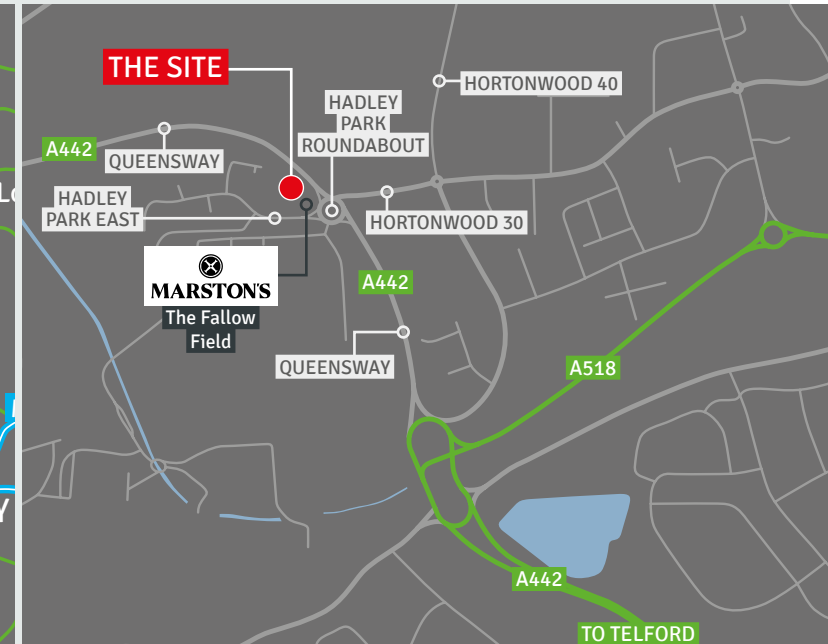 THE SITE
HORTONWOOD 40
HADLEY
PARK
ROUNDABOUT
A442
QUEENSWAY
HADLEY
PARK EAST
HORTONWOOD 30
MARSTON'S
The Fallow
Field
A442
QUEENSWAY
A518
A442
TO TELFORD